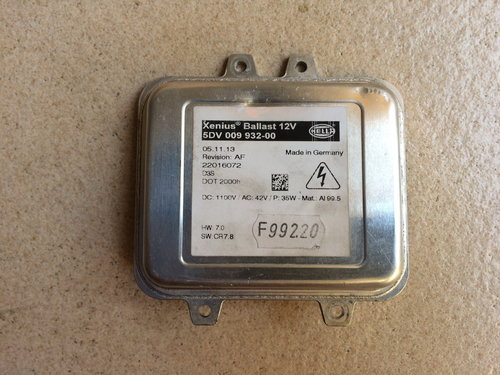 Xenius® Ballast 12V
5DV 009 932-00
HELLA
05.11.13
Made in Germany
Revision: AF
22016072
D3S
DOT 2000h
DC: 1100V / AC: 42V / P: 35W - Mat.: Al 99.5
HW: 7.0
SW: CR7.8
F99220